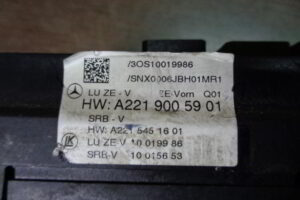 /3OS10019986
/SNX0006JBH01MR1
LU ZE - V ZE-Vorn Q01
HW: A221 900 59 01
SRB - V
HW: A221 545 16 01
LU ZE-V 10 0199 86
SRB-V 10 0156 53